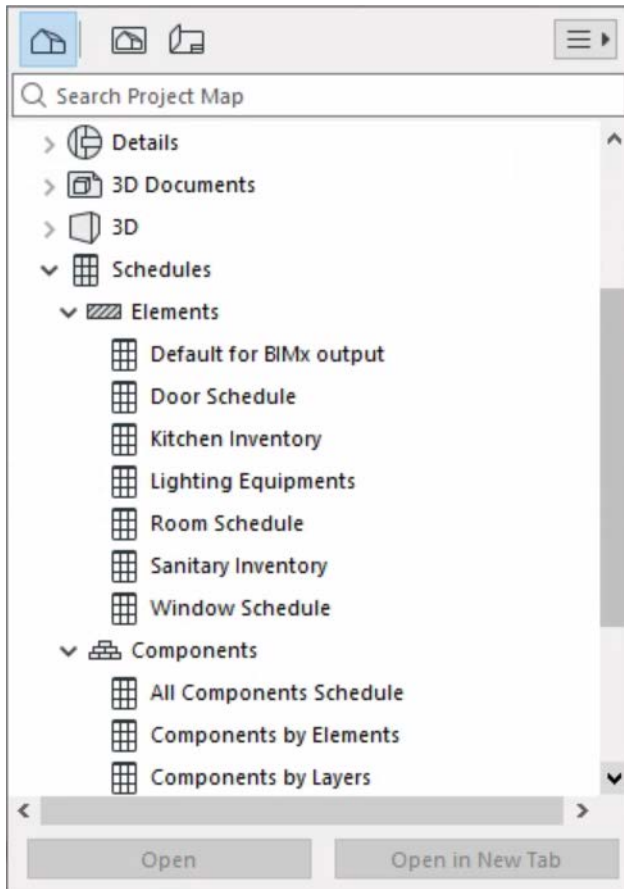 Search Project Map
Details
3D Documents
3D
Schedules
Elements
Default for BIMx output
Door Schedule
Kitchen Inventory
Lighting Equipments
Room Schedule
Sanitary Inventory
Window Schedule
Components
All Components Schedule
Components by Elements
Components by Layers
Open
Open in New Tab